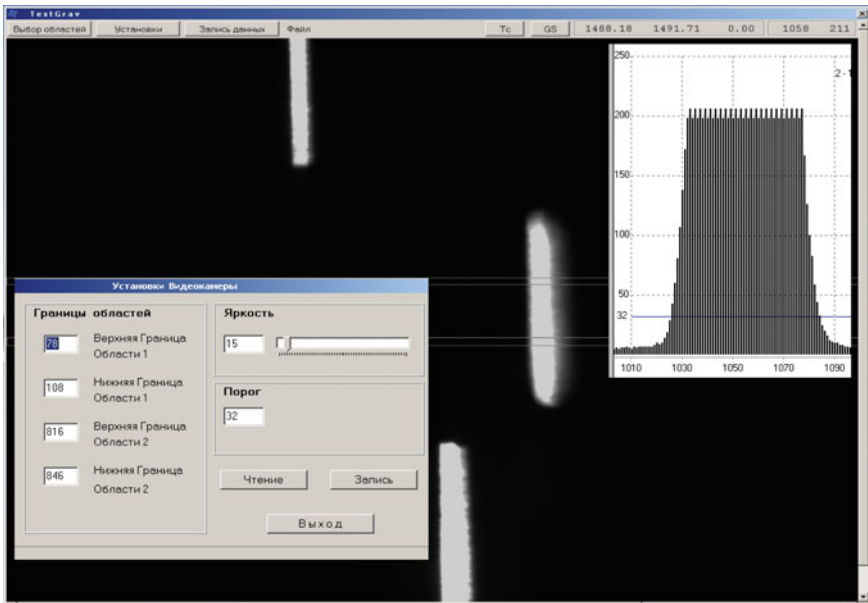 TestGrav
Выбор областей Установки Запись данных Файл Tc GS 1488.18 1491.71 0.00 1058 211
250
200
150
100
50
32
1010 1030 1050 1070 1090
Установки Видеокамеры
Границы областей
78 Верхняя Граница
Области 1
108 Нижняя Граница
Области 1
816 Верхняя Граница
Области 2
846 Нижняя Граница
Области 2
Яркость
15
Порог
32
Чтение Запись
Выход